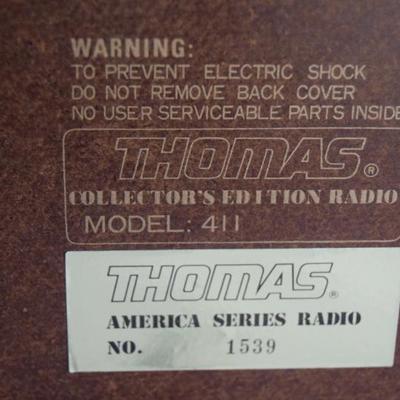 WARNING:
TO PREVENT ELECTRIC SHOCK
DO NOT REMOVE BACK COVER
NO USER SERVICEABLE PARTS INSIDE
THOMAS®
COLLECTOR'S EDITION RADIO
MODEL: 411
THOMAS®
AMERICA SERIES RADIO
NO. 1539